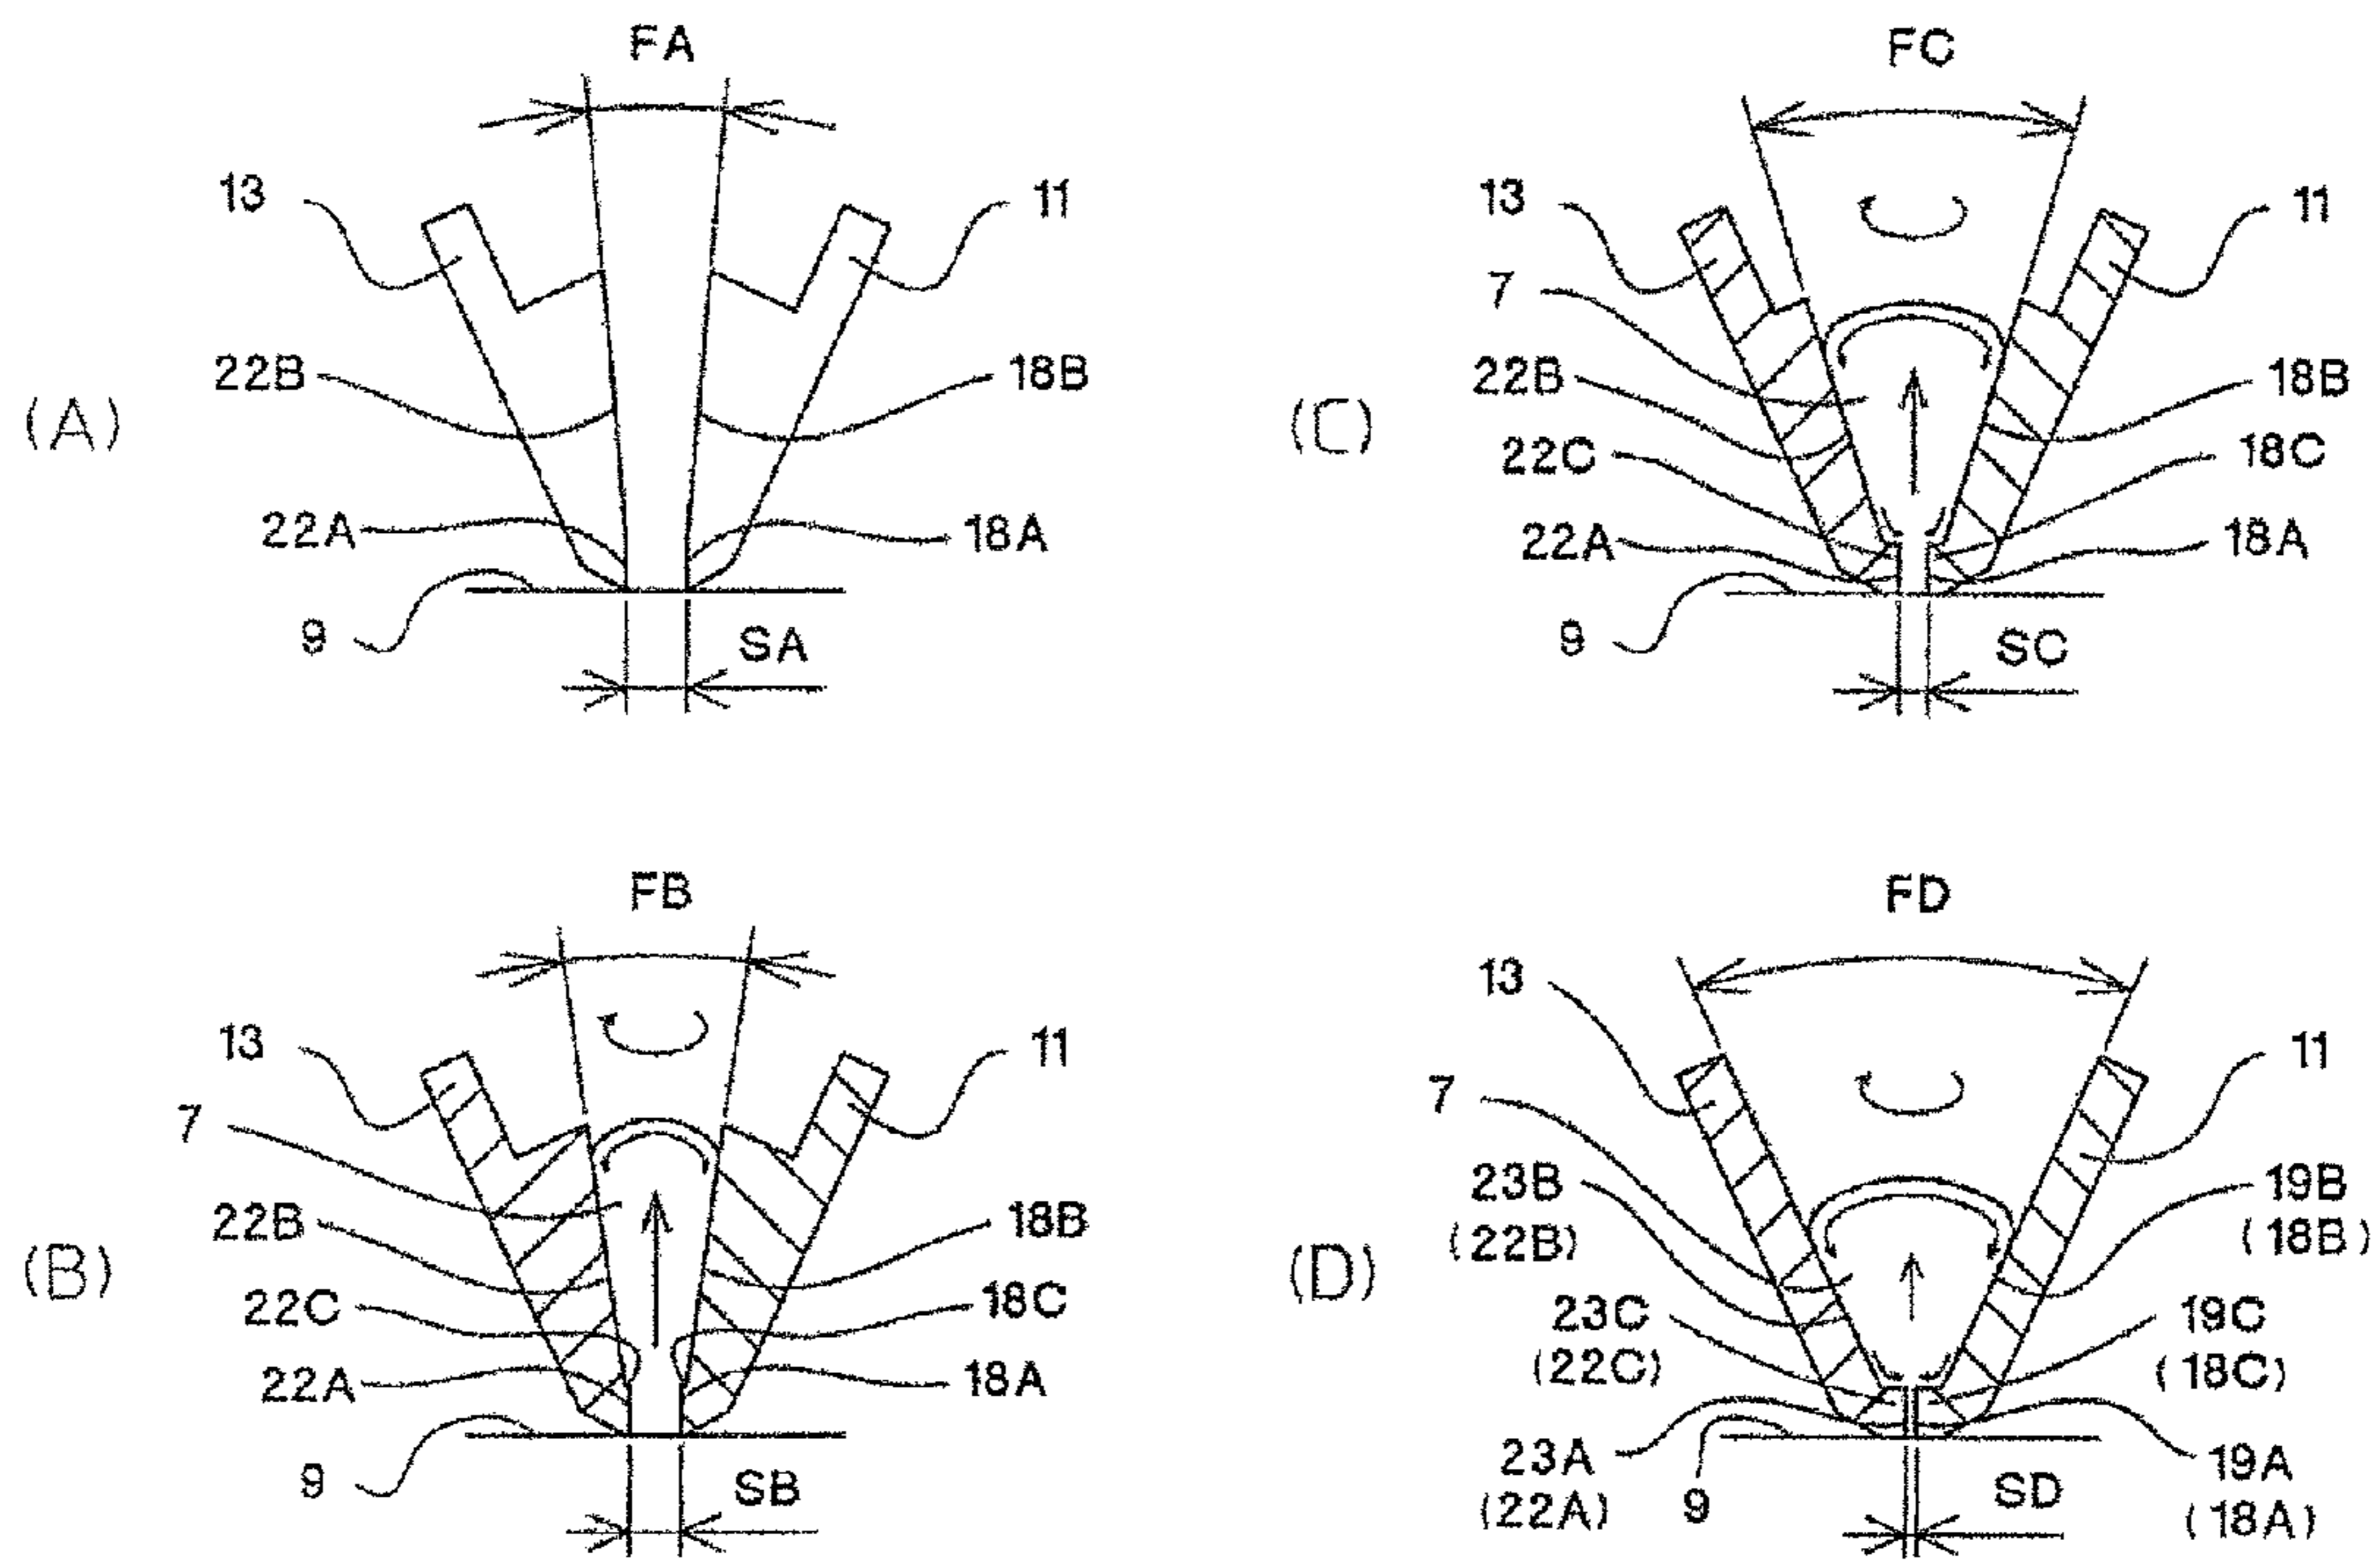 (A)
FA
13
11
22B
18B
22A
18A
9
SA
(B)
FB
13
11
7
22B
18B
22C
18C
22A
18A
9
SB
(C)
FC
13
11
7
22B
18B
22C
18C
22A
18A
9
SC
(D)
FD
13
11
7
23B
(22B)
19B
(18B)
23C
(22C)
19C
(18C)
23A
(22A)
9
19A
(18A)
SD